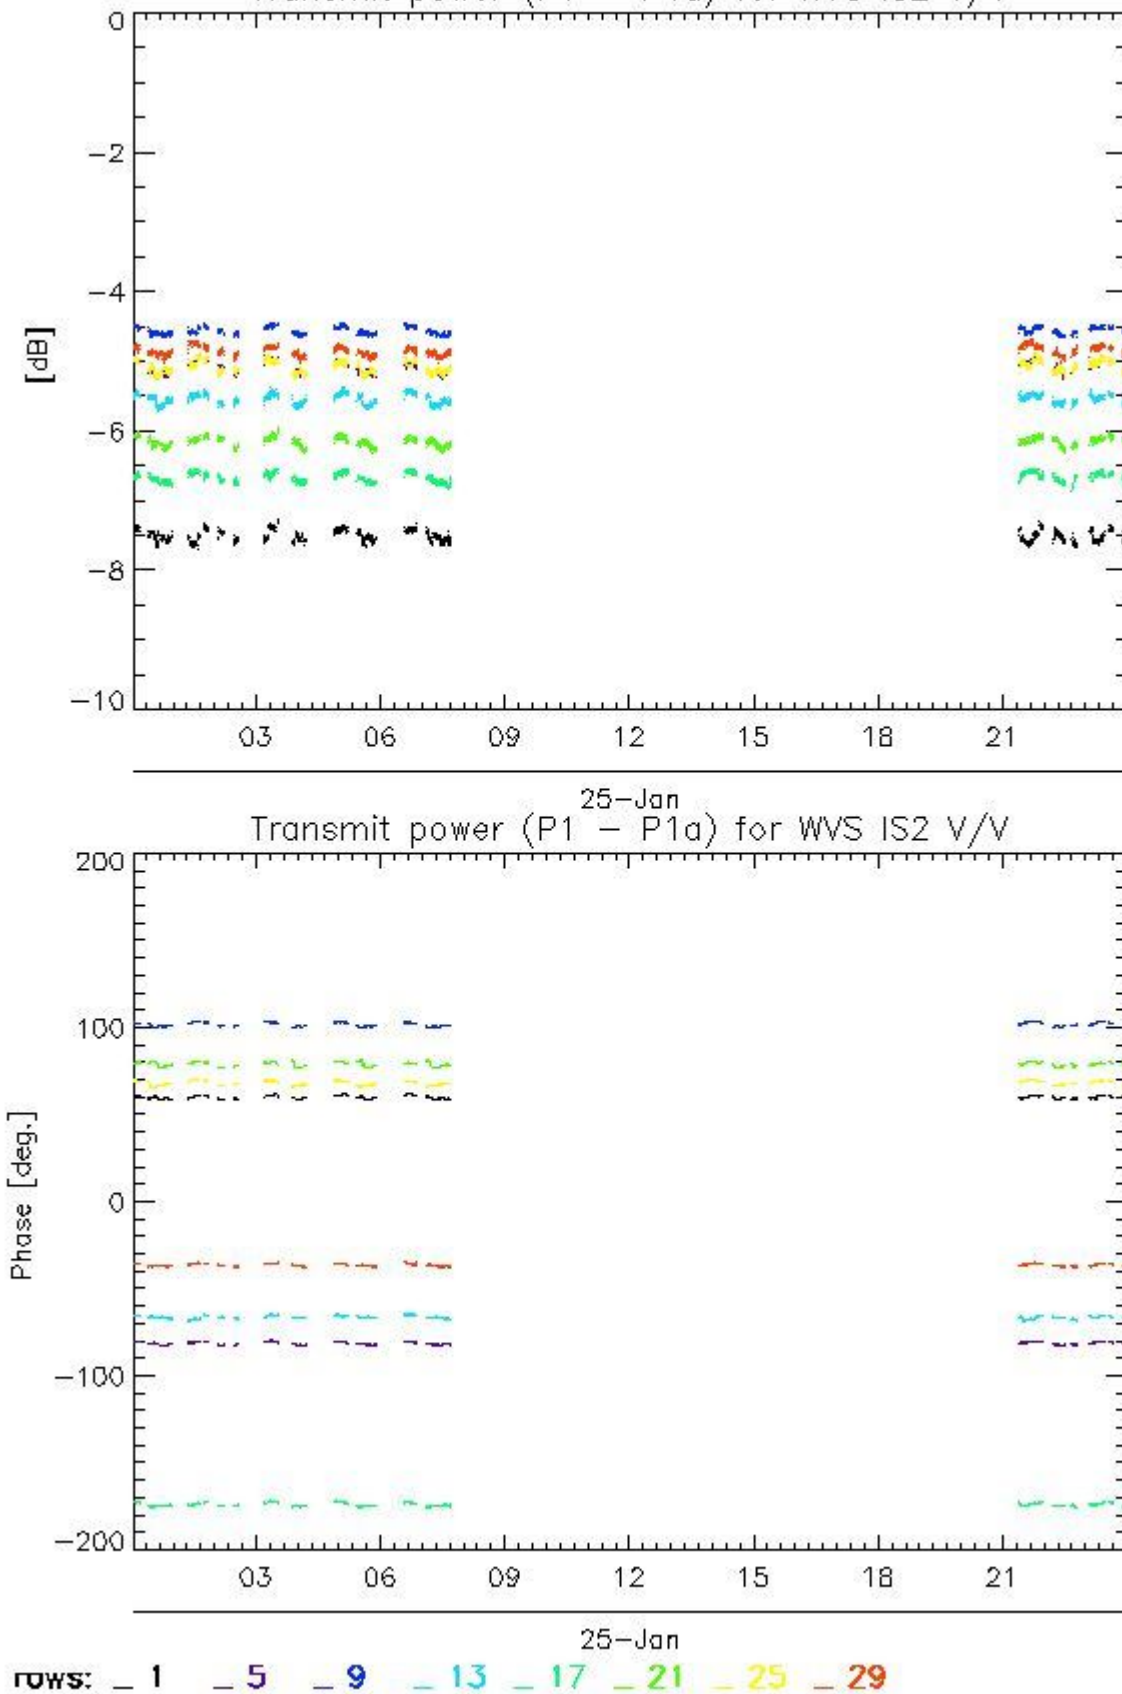 0
-2
-4
[dB]
-6
-8
-10
03 06 09 12 15 18 21
25-Jan
Transmit power (P1 - P1a) for WVS IS2 V/V
200
100
Phase [deg.]
0
-100
-200
03 06 09 12 15 18 21
25-Jan
rows: _ 1 _ 5 _ 9 _ 13 _ 17 _ 21 _ 25 _ 29